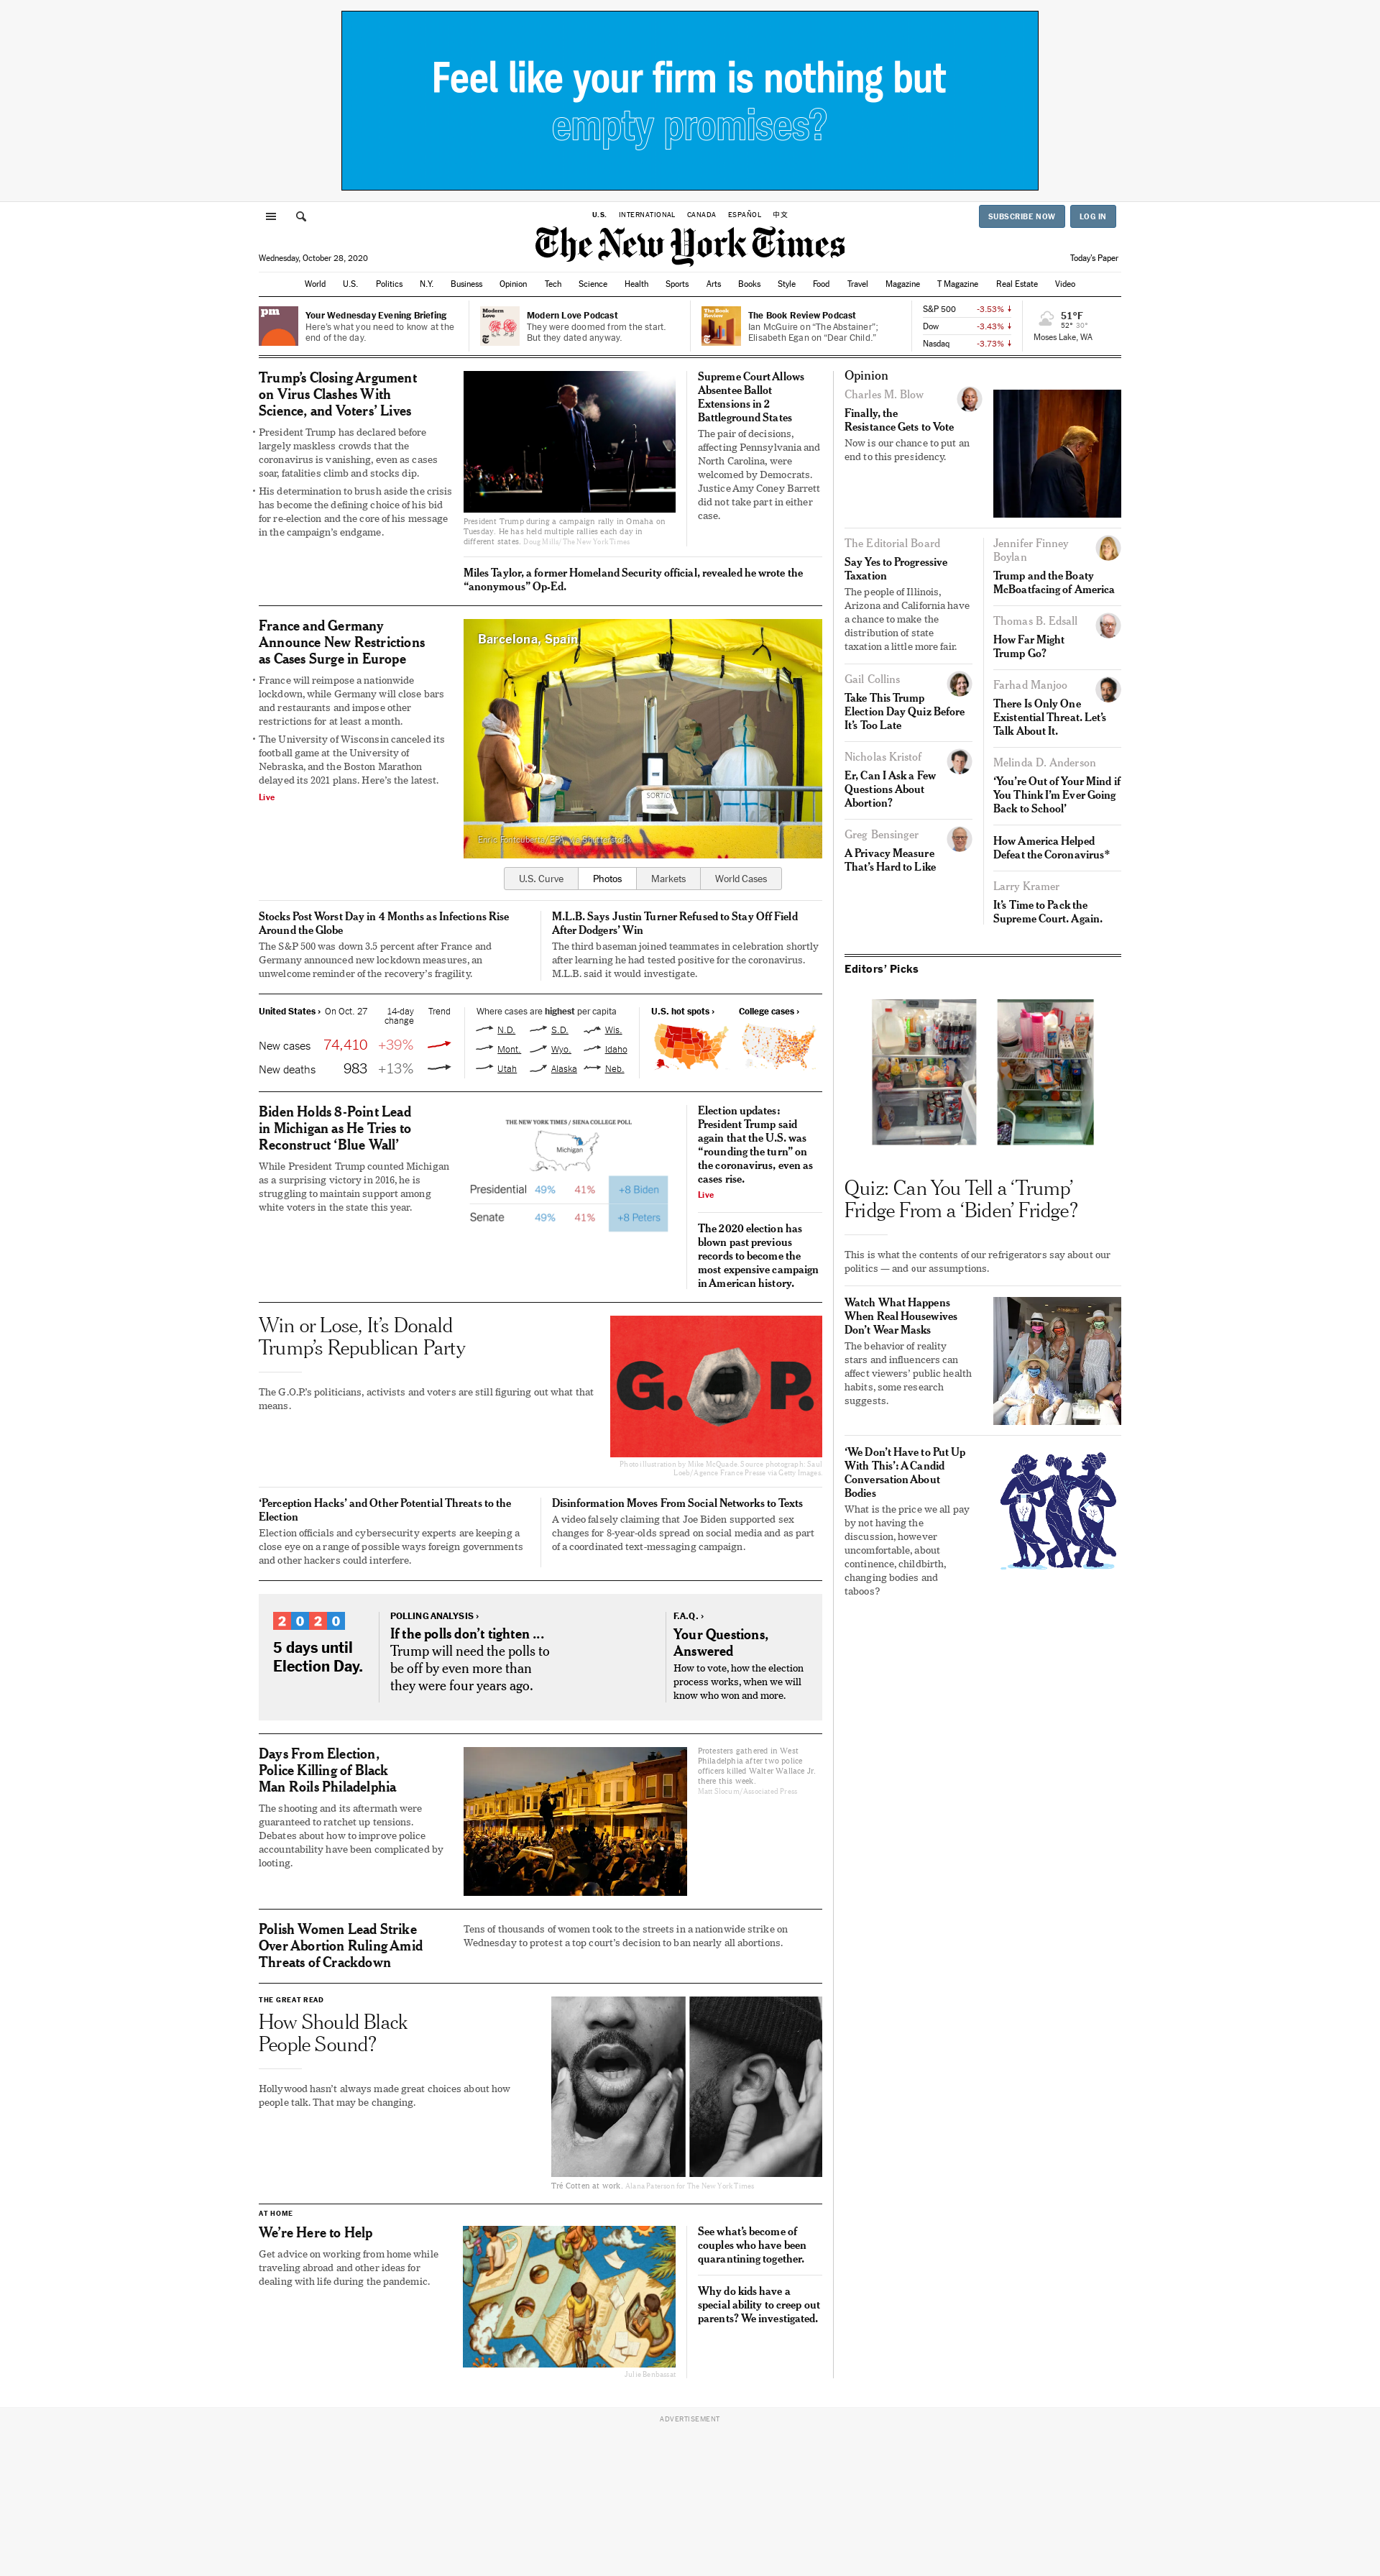 Feel like your firm is nothing but
empty promises?
U.S.
INTERNATIONAL
CANADA
ESPAÑOL
中文
SUBSCRIBE NOW
LOG IN
The New York Times
Wednesday, October 28, 2020
Today's Paper
World
U.S.
Politics
N.Y.
Business
Opinion
Tech
Science
Health
Sports
Arts
Books
Style
Food
Travel
Magazine
T Magazine
Real Estate
Video
pm
Your Wednesday Evening Briefing
Here's what you need to know at the
end of the day.
Modern
Love
Modern Love Podcast
They were doomed from the start.
But they dated anyway.
The Book
Review
The Book Review Podcast
Ian McGuire on “The Abstainer”;
Elisabeth Egan on “Dear Child.”
S&P 500 -3.53% ↓
Dow -3.43% ↓
Nasdaq -3.73% ↓
51°F
52° 30°
Moses Lake, WA
Trump’s Closing Argument
on Virus Clashes With
Science, and Voters’ Lives
• President Trump has declared before
largely maskless crowds that the
coronavirus is vanishing, even as cases
soar, fatalities climb and stocks dip.
• His determination to brush aside the crisis
has become the defining choice of his bid
for re-election and the core of his message
in the campaign’s endgame.
President Trump during a campaign rally in Omaha on
Tuesday. He has held multiple rallies each day in
different states. Doug Mills/The New York Times
Supreme Court Allows
Absentee Ballot
Extensions in 2
Battleground States
The pair of decisions,
affecting Pennsylvania and
North Carolina, were
welcomed by Democrats.
Justice Amy Coney Barrett
did not take part in either
case.
Miles Taylor, a former Homeland Security official, revealed he wrote the
“anonymous” Op-Ed.
France and Germany
Announce New Restrictions
as Cases Surge in Europe
• France will reimpose a nationwide
lockdown, while Germany will close bars
and restaurants and impose other
restrictions for at least a month.
• The University of Wisconsin canceled its
football game at the University of
Nebraska, and the Boston Marathon
delayed its 2021 plans. Here’s the latest.
Live
Barcelona, Spain
SORTIDA
Enric Fontcuberta/EPA, via Shutterstock
U.S. Curve
Photos
Markets
World Cases
Stocks Post Worst Day in 4 Months as Infections Rise
Around the Globe
The S&P 500 was down 3.5 percent after France and
Germany announced new lockdown measures, an
unwelcome reminder of the recovery’s fragility.
M.L.B. Says Justin Turner Refused to Stay Off Field
After Dodgers’ Win
The third baseman joined teammates in celebration shortly
after learning he had tested positive for the coronavirus.
M.L.B. said it would investigate.
United States › On Oct. 27 14-day
change
Trend
New cases 74,410 +39%
New deaths 983 +13%
Where cases are highest per capita
N.D. S.D. Wis.
Mont. Wyo. Idaho
Utah Alaska Neb.
U.S. hot spots ›
College cases ›
Biden Holds 8-Point Lead
in Michigan as He Tries to
Reconstruct ‘Blue Wall’
While President Trump counted Michigan
as a surprising victory in 2016, he is
struggling to maintain support among
white voters in the state this year.
THE NEW YORK TIMES / SIENA COLLEGE POLL
Michigan
Presidential 49% 41% +8 Biden
Senate 49% 41% +8 Peters
Election updates:
President Trump said
again that the U.S. was
“rounding the turn” on
the coronavirus, even as
cases rise.
Live
The 2020 election has
blown past previous
records to become the
most expensive campaign
in American history.
Win or Lose, It’s Donald
Trump’s Republican Party
The G.O.P.’s politicians, activists and voters are still figuring out what that
means.
G.O.P.
Photo illustration by Mike McQuade. Source photograph: Saul
Loeb/Agence France-Presse via Getty Images
‘Perception Hacks’ and Other Potential Threats to the
Election
Election officials and cybersecurity experts are keeping a
close eye on a range of possible ways foreign governments
and other hackers could interfere.
Disinformation Moves From Social Networks to Texts
A video falsely claiming that Joe Biden supported sex
changes for 8-year-olds spread on social media and as part
of a coordinated text-messaging campaign.
2020
5 days until
Election Day.
POLLING ANALYSIS ›
If the polls don’t tighten ...
Trump will need the polls to
be off by even more than
they were four years ago.
F.A.Q. ›
Your Questions,
Answered
How to vote, how the election
process works, when we will
know who won and more.
Days From Election,
Police Killing of Black
Man Roils Philadelphia
The shooting and its aftermath were
guaranteed to ratchet up tensions.
Debates about how to improve police
accountability have been complicated by
looting.
Protesters gathered in West
Philadelphia after two police
officers killed Walter Wallace Jr.
there this week.
Matt Slocum/Associated Press
Polish Women Lead Strike
Over Abortion Ruling Amid
Threats of Crackdown
Tens of thousands of women took to the streets in a nationwide strike on
Wednesday to protest a top court’s decision to ban nearly all abortions.
THE GREAT READ
How Should Black
People Sound?
Hollywood hasn’t always made great choices about how
people talk. That may be changing.
Tré Cotten at work. Alana Paterson for The New York Times
AT HOME
We’re Here to Help
Get advice on working from home while
traveling abroad and other ideas for
dealing with life during the pandemic.
Julie Benbassat
See what’s become of
couples who have been
quarantining together.
Why do kids have a
special ability to creep out
parents? We investigated.
Opinion
Charles M. Blow
Finally, the
Resistance Gets to Vote
Now is our chance to put an
end to this presidency.
The Editorial Board
Say Yes to Progressive
Taxation
The people of Illinois,
Arizona and California have
a chance to make the
distribution of state
taxation a little more fair.
Gail Collins
Take This Trump
Election Day Quiz Before
It’s Too Late
Nicholas Kristof
Er, Can I Ask a Few
Questions About
Abortion?
Greg Bensinger
A Privacy Measure
That’s Hard to Like
Jennifer Finney
Boylan
Trump and the Boaty
McBoatfacing of America
Thomas B. Edsall
How Far Might
Trump Go?
Farhad Manjoo
There Is Only One
Existential Threat. Let’s
Talk About It.
Melinda D. Anderson
‘You’re Out of Your Mind if
You Think I’m Ever Going
Back to School’
How America Helped
Defeat the Coronavirus*
Larry Kramer
It’s Time to Pack the
Supreme Court. Again.
Editors’ Picks
Quiz: Can You Tell a ‘Trump’
Fridge From a ‘Biden’ Fridge?
This is what the contents of our refrigerators say about our
politics — and our assumptions.
Watch What Happens
When Real Housewives
Don’t Wear Masks
The behavior of reality
stars and influencers can
affect viewers’ public health
habits, some research
suggests.
‘We Don’t Have to Put Up
With This’: A Candid
Conversation About
Bodies
What is the price we all pay
by not having the
discussion, however
uncomfortable, about
continence, childbirth,
changing bodies and
taboos?
ADVERTISEMENT